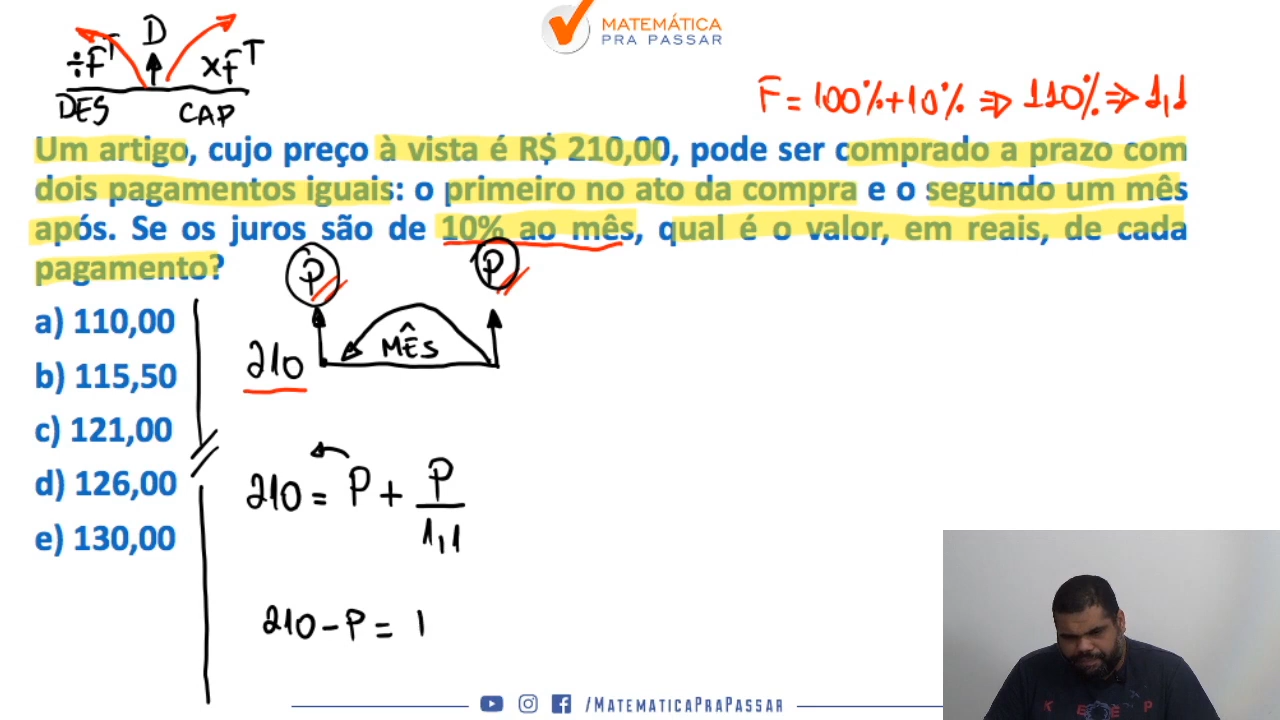 MATEMÁTICA
PRA PASSAR
÷F^T D xF^T
DES CAP
F = 100%+10% ⇒ 110% ⇒ 1,1
Um artigo, cujo preço à vista é R$ 210,00, pode ser comprado a prazo com
dois pagamentos iguais: o primeiro no ato da compra e o segundo um mês
após. Se os juros são de 10% ao mês, qual é o valor, em reais, de cada
pagamento?
P P
a) 110,00
b) 115,50
c) 121,00
d) 126,00
e) 130,00
210 MÊS
210 = P + P/1,1
210 - P =
/MatematicaPraPassar
K E E P